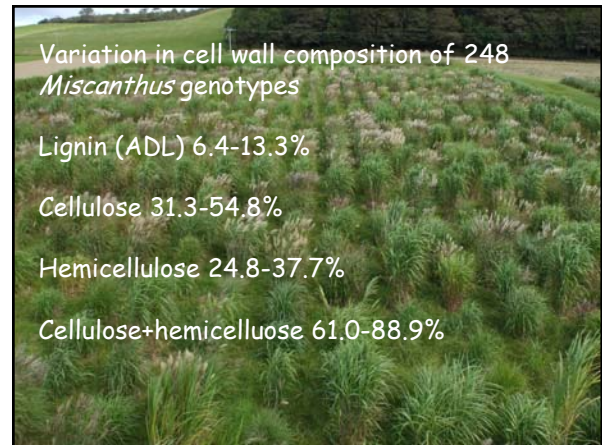 Variation in cell wall composition of 248
Miscanthus genotypes
Lignin (ADL) 6.4-13.3%
Cellulose 31.3-54.8%
Hemicellulose 24.8-37.7%
Cellulose+hemicelluose 61.0-88.9%